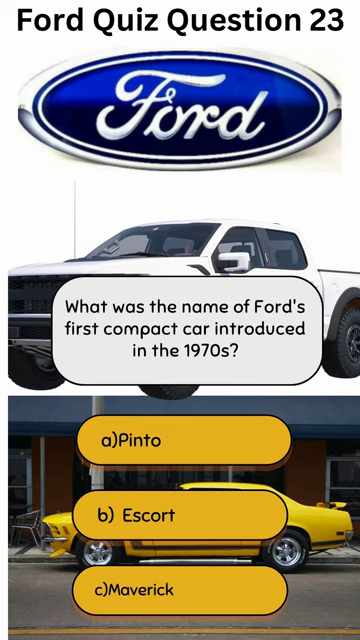 Ford Quiz Question 23
Ford
What was the name of Ford's
first compact car introduced
in the 1970s?
a)Pinto
b) Escort
c)Maverick